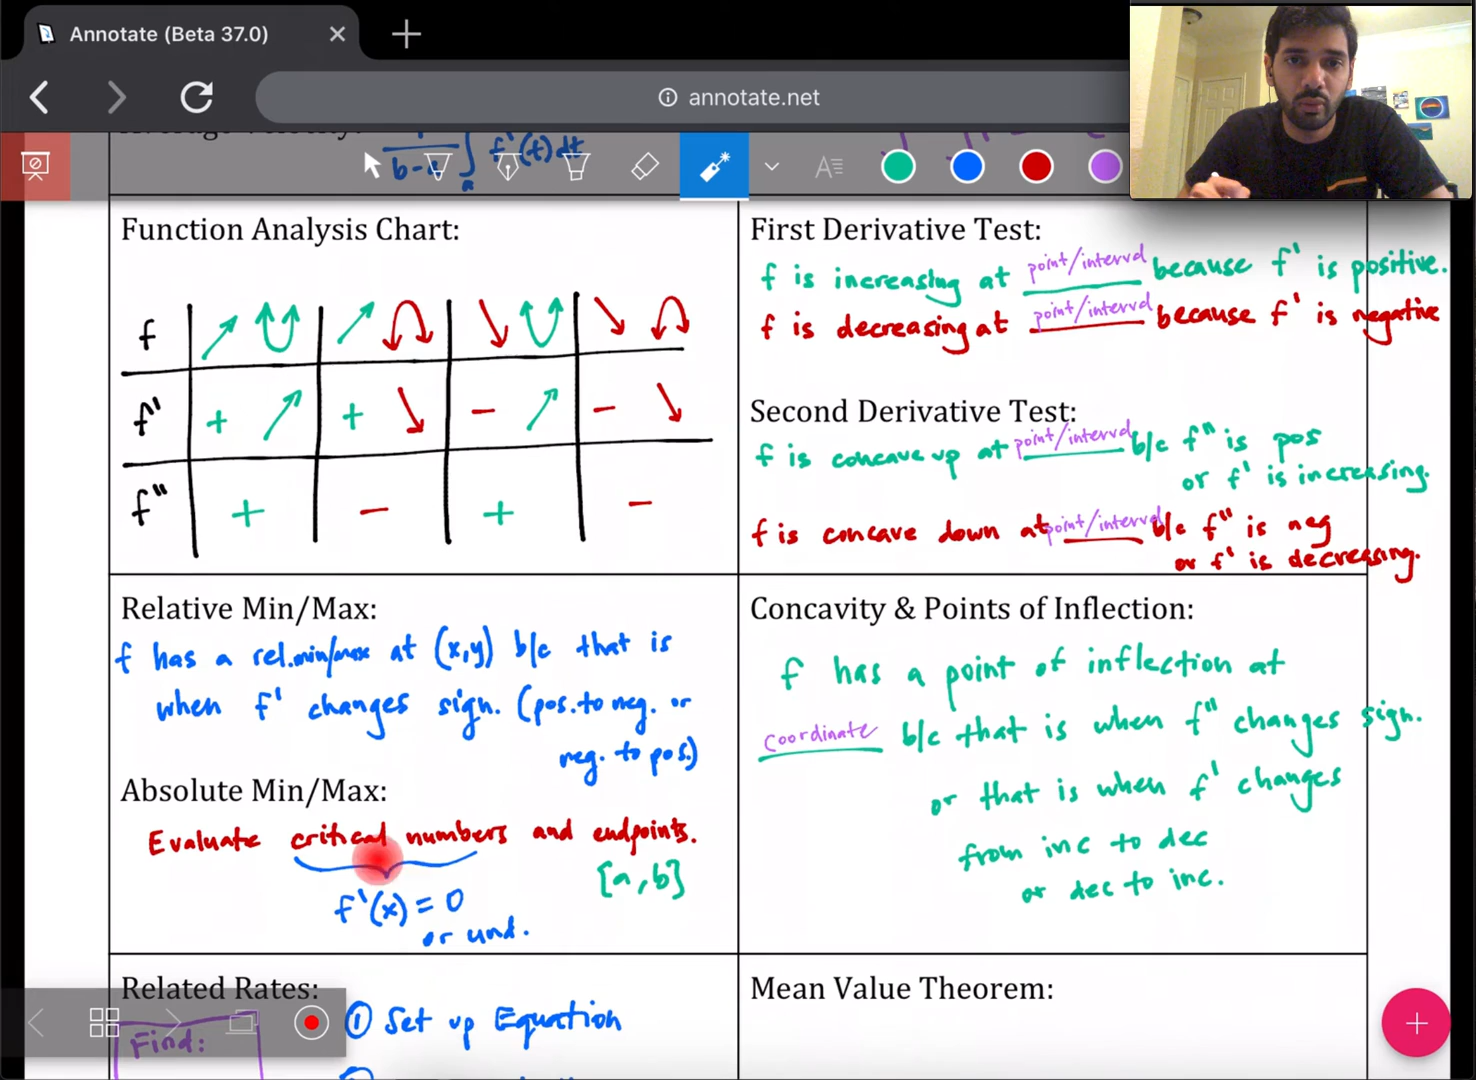 Annotate (Beta 37.0)
annotate.net
f'(t) dt
Function Analysis Chart:
f
f' + + - -
f" + - + -
First Derivative Test:
f is increasing at point/interval because f' is positive.
f is decreasing at point/interval because f' is negative
Second Derivative Test:
f is concave up at point/interval b/c f" is pos
or f' is increasing.
f is concave down at point/interval b/c f" is neg
or f' is decreasing.
Relative Min/Max:
f has a rel.min/max at (x,y) b/c that is
when f' changes sign. (pos. to neg. or
neg. to pos.)
Absolute Min/Max:
Evaluate critical numbers and endpoints.
[a,b]
f'(x) = 0
or und.
Concavity & Points of Inflection:
f has a point of inflection at
coordinate b/c that is when f" changes sign.
or that is when f' changes
from inc to dec
or dec to inc.
Related Rates:
① Set up Equation
Find:
Mean Value Theorem: